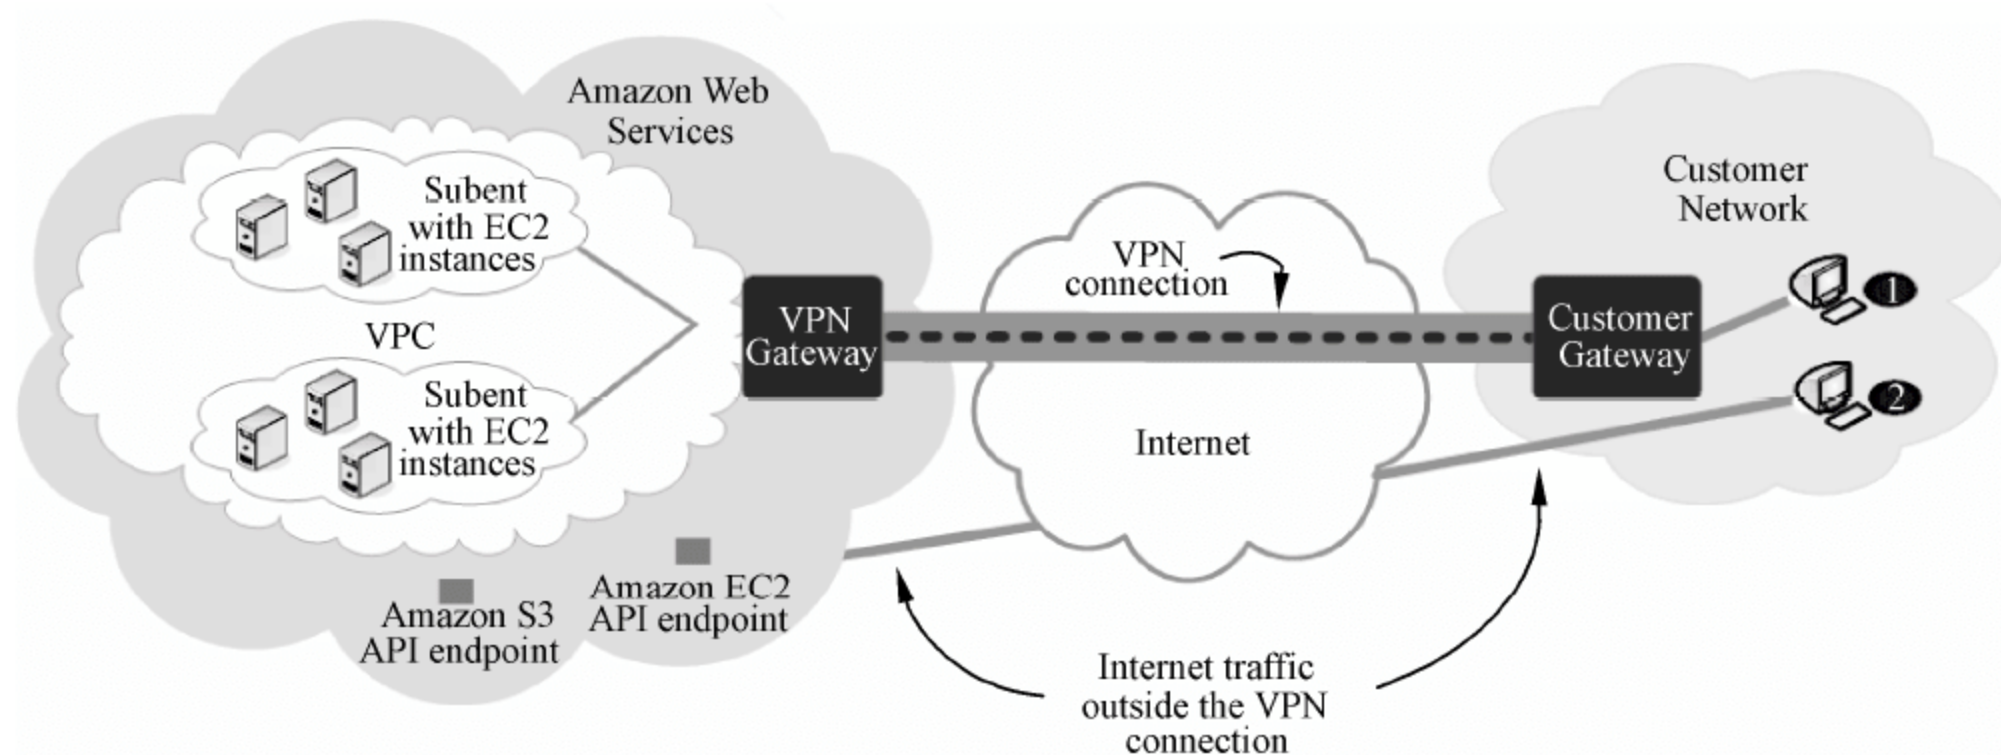 Amazon Web
Services
Subent
with EC2
instances
VPC
Subent
with EC2
instances
Amazon S3
API endpoint
Amazon EC2
API endpoint
VPN
Gateway
VPN
connection
Internet
Customer
Network
Customer
Gateway
1
2
Internet traffic
outside the VPN
connection